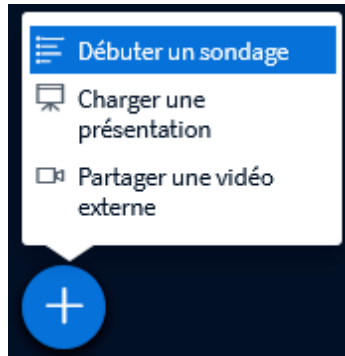 Débuter un sondage
Charger une
présentation
Partager une vidéo
externe